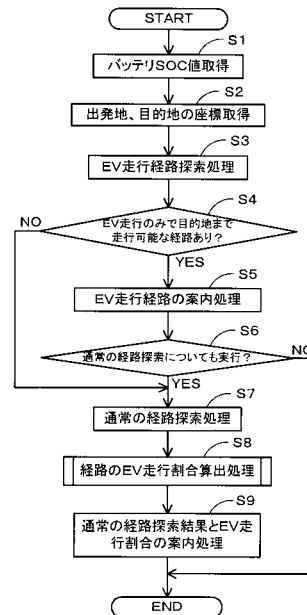 START
S1
バッテリSOC値取得
S2
出発地、目的地の座標取得
S3
EV走行経路探索処理
S4
EV走行のみで目的地まで
走行可能な経路あり？
NO
YES
S5
EV走行経路の案内処理
S6
通常の経路探索についても実行？
NO
YES
S7
通常の経路探索処理
S8
経路のEV走行割合算出処理
S9
通常の経路探索結果とEV走
行割合の案内処理
END